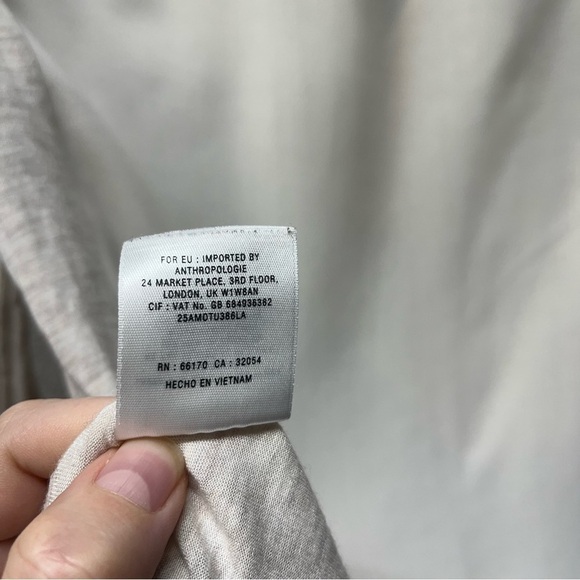 FOR EU : IMPORTED BY
ANTHROPOLOGIE
24 MARKET PLACE, 3RD FLOOR,
LONDON, UK W1W8AN
CIF : VAT No. GB 684936382
25AMDTU386LA
RN : 66170 CA : 32054
HECHO EN VIETNAM